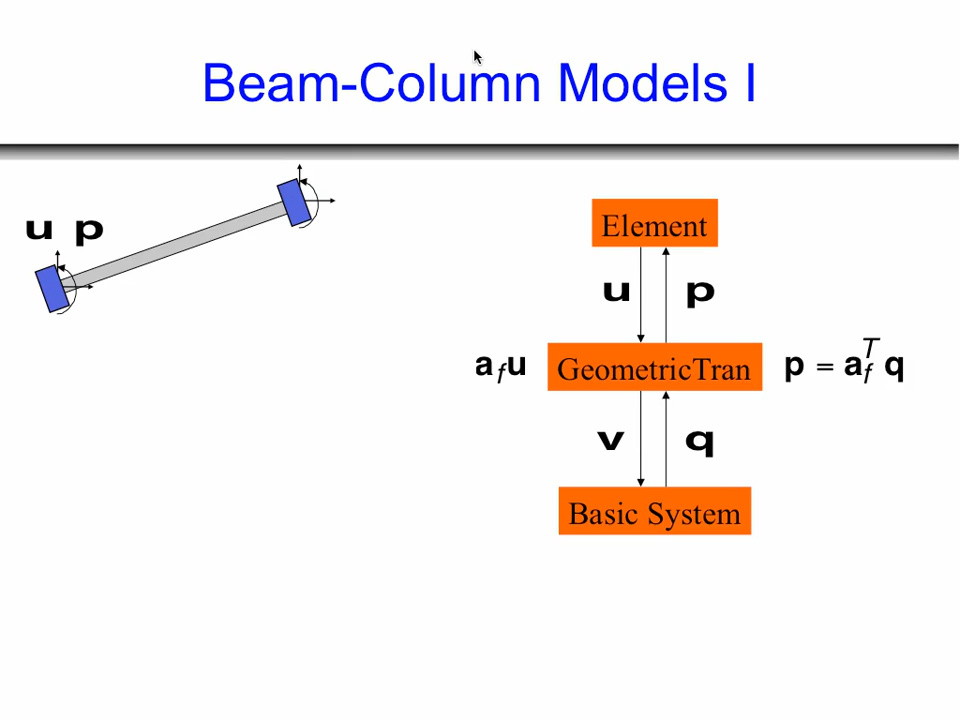 Beam-Column Models I
u p
Element
u p
a_f u
GeometricTran
p = a_f^T q
v q
Basic System